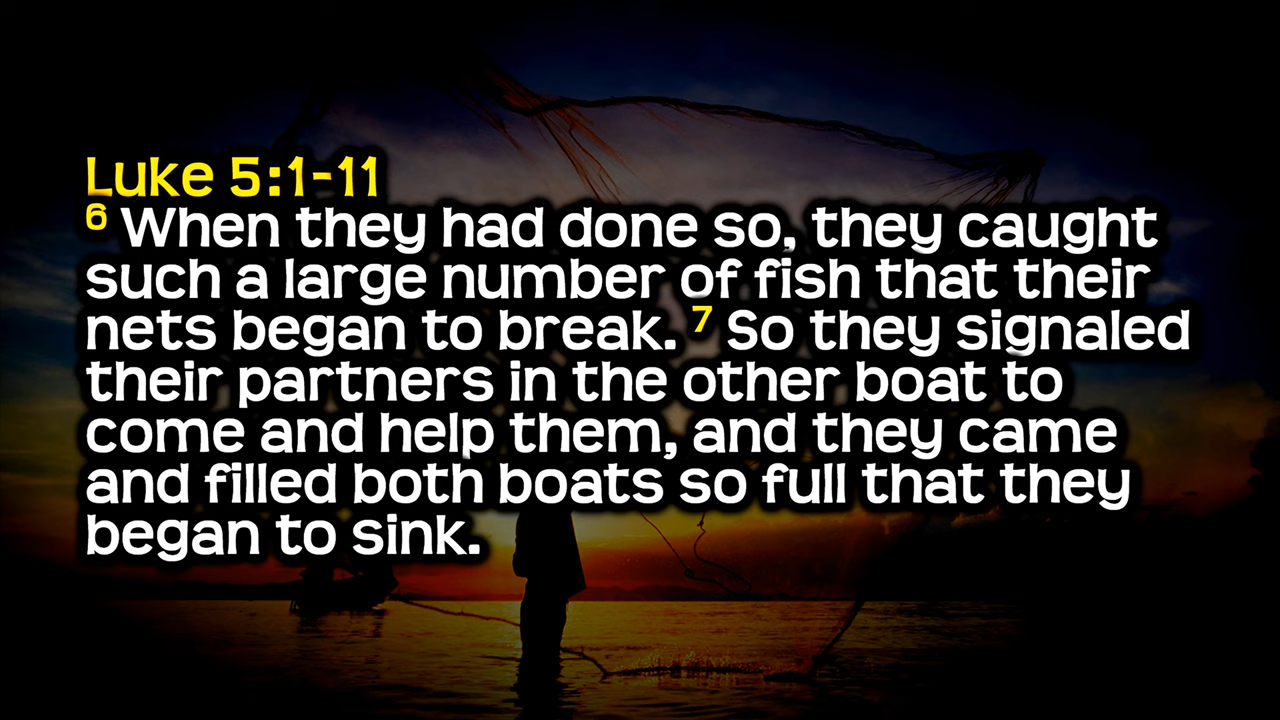 Luke 5:1-11
6 When they had done so, they caught
such a large number of fish that their
nets began to break. 7 So they signaled
their partners in the other boat to
come and help them, and they came
and filled both boats so full that they
began to sink.